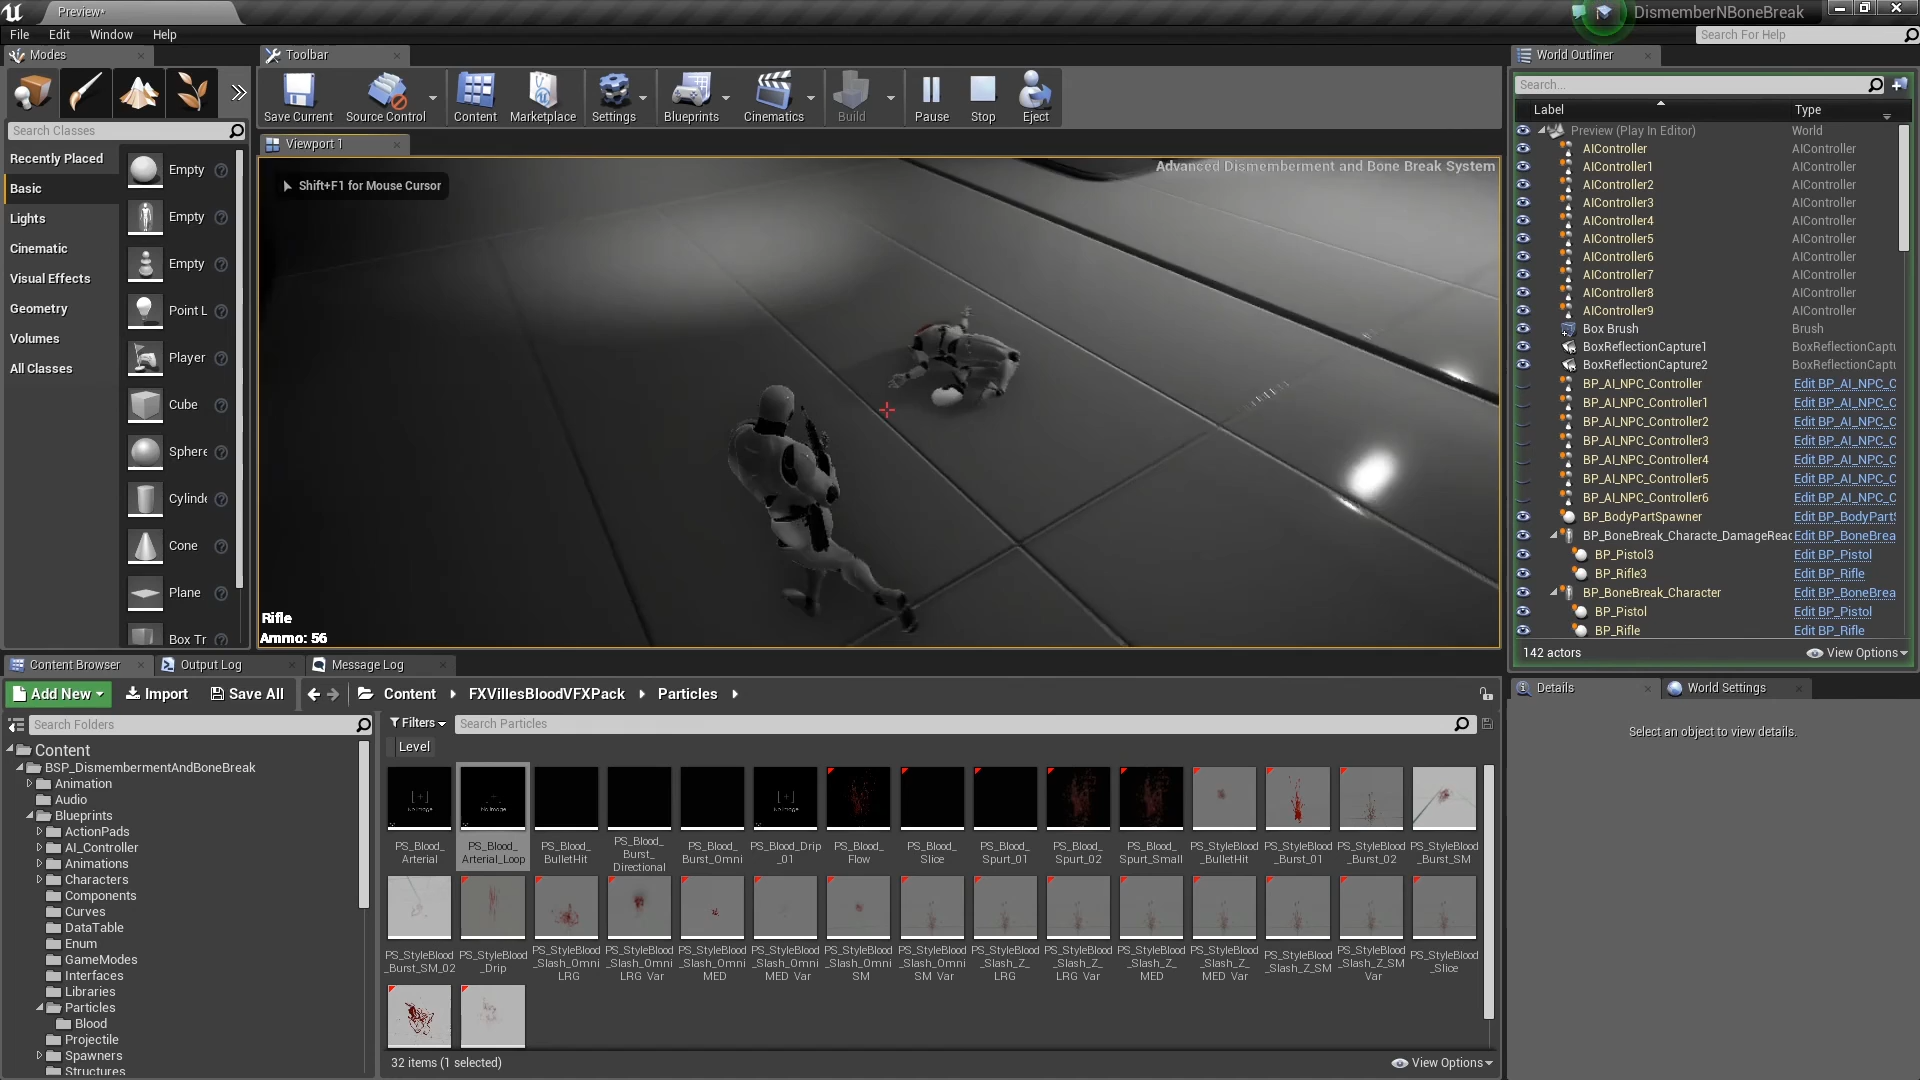 Preview*
DismemberNBoneBreak
File Edit Window Help
Search For Help
Modes
Toolbar
World Outliner
Save Current
Source Control
Content
Marketplace
Settings
Blueprints
Cinematics
Build
Pause
Stop
Eject
Search Classes
Recently Placed
Basic
Lights
Cinematic
Visual Effects
Geometry
Volumes
All Classes
Empty
Empty
Empty
Point L
Player
Cube
Sphere
Cylinde
Cone
Plane
Box Tr
Viewport 1
Shift+F1 for Mouse Cursor
Advanced Dismemberment and Bone Break System
Rifle
Ammo: 56
Search...
Label Type
Preview (Play In Editor) World
AIController AIController
AIController1 AIController
AIController2 AIController
AIController3 AIController
AIController4 AIController
AIController5 AIController
AIController6 AIController
AIController7 AIController
AIController8 AIController
AIController9 AIController
Box Brush Brush
BoxReflectionCapture1 BoxReflectionCaptu
BoxReflectionCapture2 BoxReflectionCaptu
BP_AI_NPC_Controller Edit BP_AI_NPC_C
BP_AI_NPC_Controller1 Edit BP_AI_NPC_C
BP_AI_NPC_Controller2 Edit BP_AI_NPC_C
BP_AI_NPC_Controller3 Edit BP_AI_NPC_C
BP_AI_NPC_Controller4 Edit BP_AI_NPC_C
BP_AI_NPC_Controller5 Edit BP_AI_NPC_C
BP_AI_NPC_Controller6 Edit BP_AI_NPC_C
BP_BodyPartSpawner Edit BP_BodyPartS
BP_BoneBreak_Characte_DamageReac Edit BP_BoneBrea
BP_Pistol3 Edit BP_Pistol
BP_Rifle3 Edit BP_Rifle
BP_BoneBreak_Character Edit BP_BoneBrea
BP_Pistol Edit BP_Pistol
BP_Rifle Edit BP_Rifle
142 actors View Options
Details World Settings
Select an object to view details.
Content Browser Output Log Message Log
Add New Import Save All Content FXVillesBloodVFXPack Particles
Search Folders
Filters Search Particles
Level
Content
BSP_DismembermentAndBoneBreak
Animation
Audio
Blueprints
ActionPads
AI_Controller
Animations
Characters
Components
Curves
DataTable
Enum
GameModes
Interfaces
Libraries
Particles
Blood
Projectile
Spawners
Structures
No Image
No Image
No Image
PS_Blood_
Arterial
PS_Blood_
Arterial_Loop
PS_Blood_
BulletHit
PS_Blood_
Burst_
Directional
PS_Blood_
Burst_Omni
PS_Blood_Drip
_01
PS_Blood_
Flow
PS_Blood_
Slice
PS_Blood_
Spurt_01
PS_Blood_
Spurt_02
PS_Blood_
Spurt_Small
PS_StyleBlood
_BulletHit
PS_StyleBlood
_Burst_01
PS_StyleBlood
_Burst_02
PS_StyleBlood
_Burst_SM
PS_StyleBlood
_Burst_SM_02
PS_StyleBlood
_Drip
PS_StyleBlood
_Slash_Omni
LRG
PS_StyleBlood
_Slash_Omni
LRG_Var
PS_StyleBlood
_Slash_Omni
MED
PS_StyleBlood
_Slash_Omni
MED_Var
PS_StyleBlood
_Slash_Omni
SM
PS_StyleBlood
_Slash_Omni
SM_Var
PS_StyleBlood
_Slash_Z_
LRG
PS_StyleBlood
_Slash_Z_
LRG_Var
PS_StyleBlood
_Slash_Z_
MED
PS_StyleBlood
_Slash_Z_
MED_Var
PS_StyleBlood
_Slash_Z_SM
PS_StyleBlood
_Slash_Z_SM
Var
PS_StyleBlood
_Slice
32 items (1 selected)
View Options